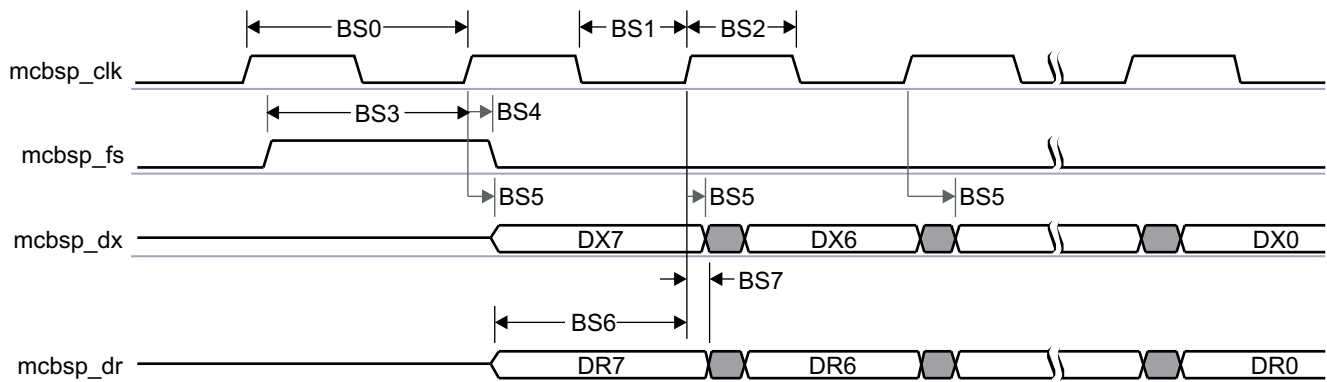 BS0 BS1 BS2
mcbsp_clk
BS3 BS4
mcbsp_fs
BS5 BS5 BS5
mcbsp_dx DX7 DX6 DX0
BS7
BS6
mcbsp_dr DR7 DR6 DR0